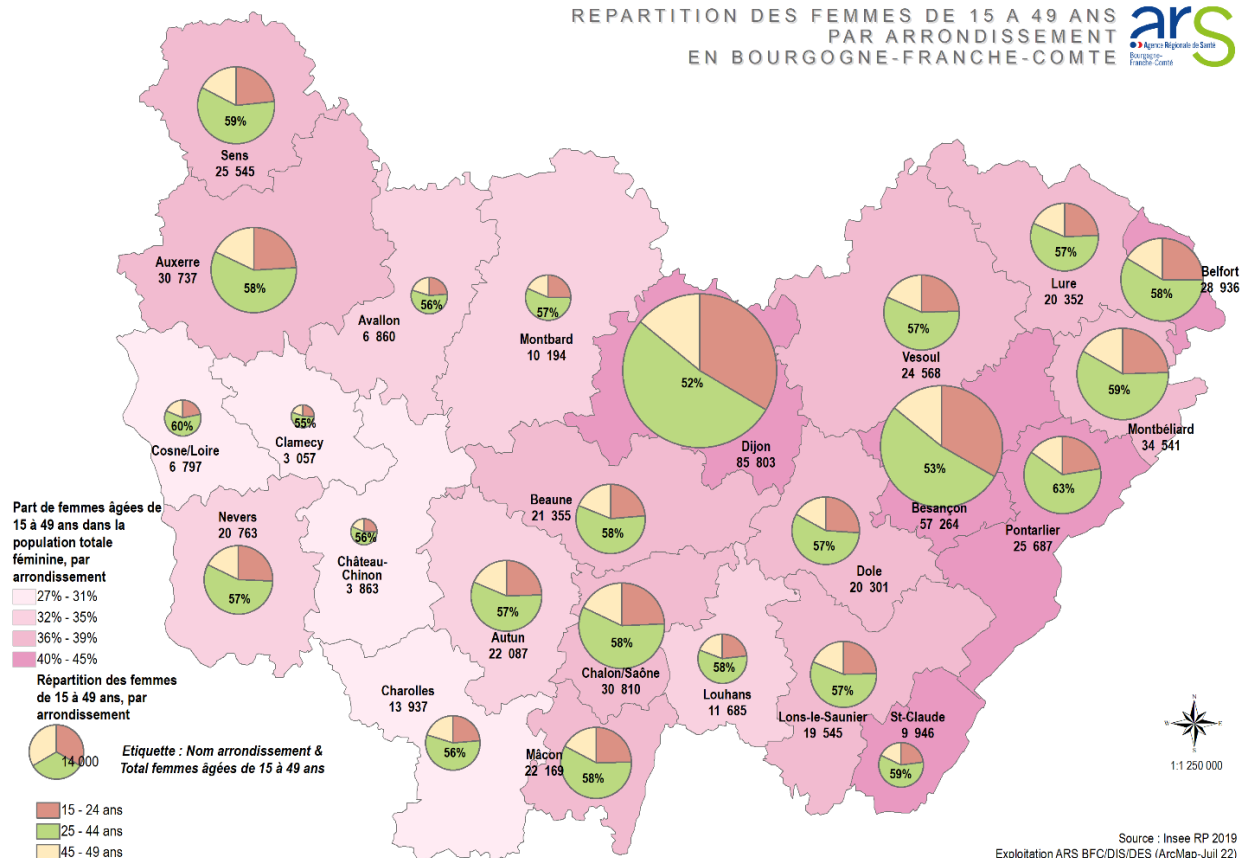 REPARTITION DES FEMMES DE 15 A 49 ANS
PAR ARRONDISSEMENT
EN BOURGOGNE-FRANCHE-COMTE
ars
Agence Régionale de Santé
Bourgogne-
Franche-Comté
59%
Sens
25 545
Auxerre
30 737
58%
56%
Avallon
6 860
57%
Montbard
10 194
52%
Dijon
85 803
57%
Vesoul
24 568
57%
Lure
20 352
Belfort
28 936
58%
59%
Montbéliard
34 541
60%
Cosne/Loire
6 797
55%
Clamecy
3 057
53%
Besançon
57 264
63%
Pontarlier
25 687
Nevers
20 763
57%
56%
Château-
Chinon
3 863
Beaune
21 355
58%
57%
Dole
20 301
57%
Autun
22 087
58%
Chalon/Saône
30 810
58%
Louhans
11 685
57%
Lons-le-Saunier
19 545
St-Claude
9 946
59%
Charolles
13 937
56%
Mâcon
22 169
58%
Part de femmes âgées de
15 à 49 ans dans la
population totale
féminine, par
arrondissement
27% - 31%
32% - 35%
36% - 39%
40% - 45%
Répartition des femmes
de 15 à 49 ans, par
arrondissement
14 000
Etiquette : Nom arrondissement &
Total femmes âgées de 15 à 49 ans
15 - 24 ans
25 - 44 ans
45 - 49 ans
N
O
E
S
1:1 250 000
Source : Insee RP 2019
Exploitation ARS BFC/DIS/DES (ArcMap-Juil 22)